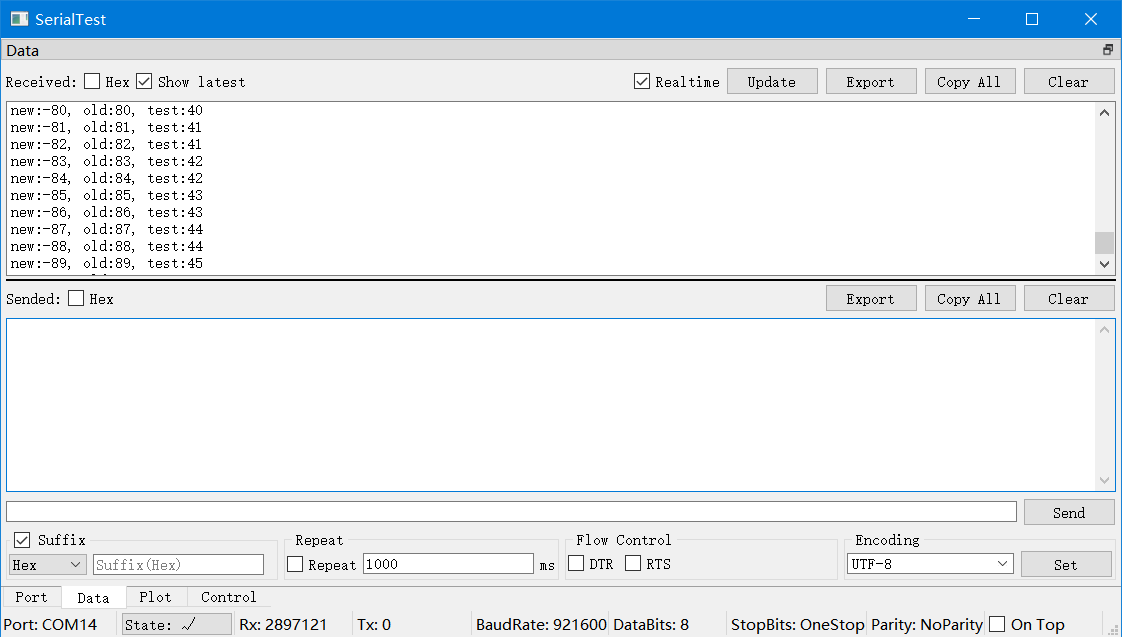 SerialTest
Data
Received: Hex Show latest Realtime Update Export Copy All Clear
new:-80, old:80, test:40
new:-81, old:81, test:41
new:-82, old:82, test:41
new:-83, old:83, test:42
new:-84, old:84, test:42
new:-85, old:85, test:43
new:-86, old:86, test:43
new:-87, old:87, test:44
new:-88, old:88, test:44
new:-89, old:89, test:45
Sended: Hex Export Copy All Clear
Send
Suffix Repeat Flow Control Encoding
Hex Suffix(Hex) Repeat 1000 ms DTR RTS UTF-8 Set
Port Data Plot Control
Port: COM14 State: ✓ Rx: 2897121 Tx: 0 BaudRate: 921600 DataBits: 8 StopBits: OneStop Parity: NoParity On Top